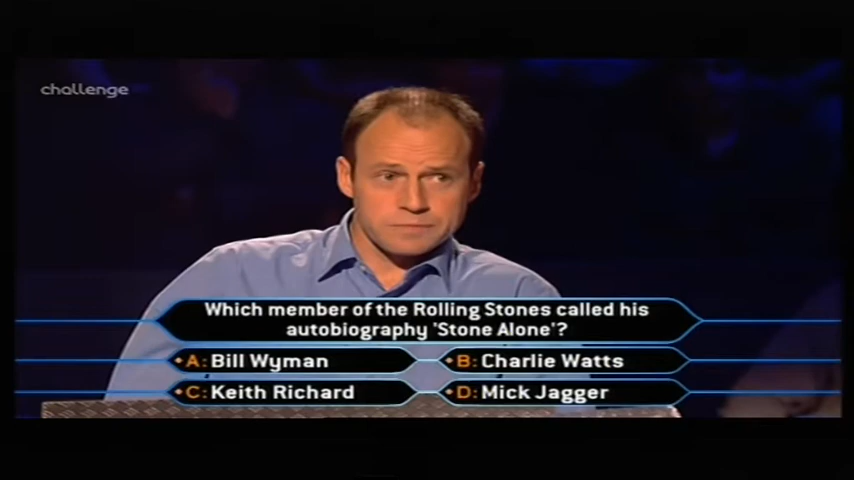 challenge
Which member of the Rolling Stones called his
autobiography 'Stone Alone'?
A: Bill Wyman
B: Charlie Watts
C: Keith Richard
D: Mick Jagger